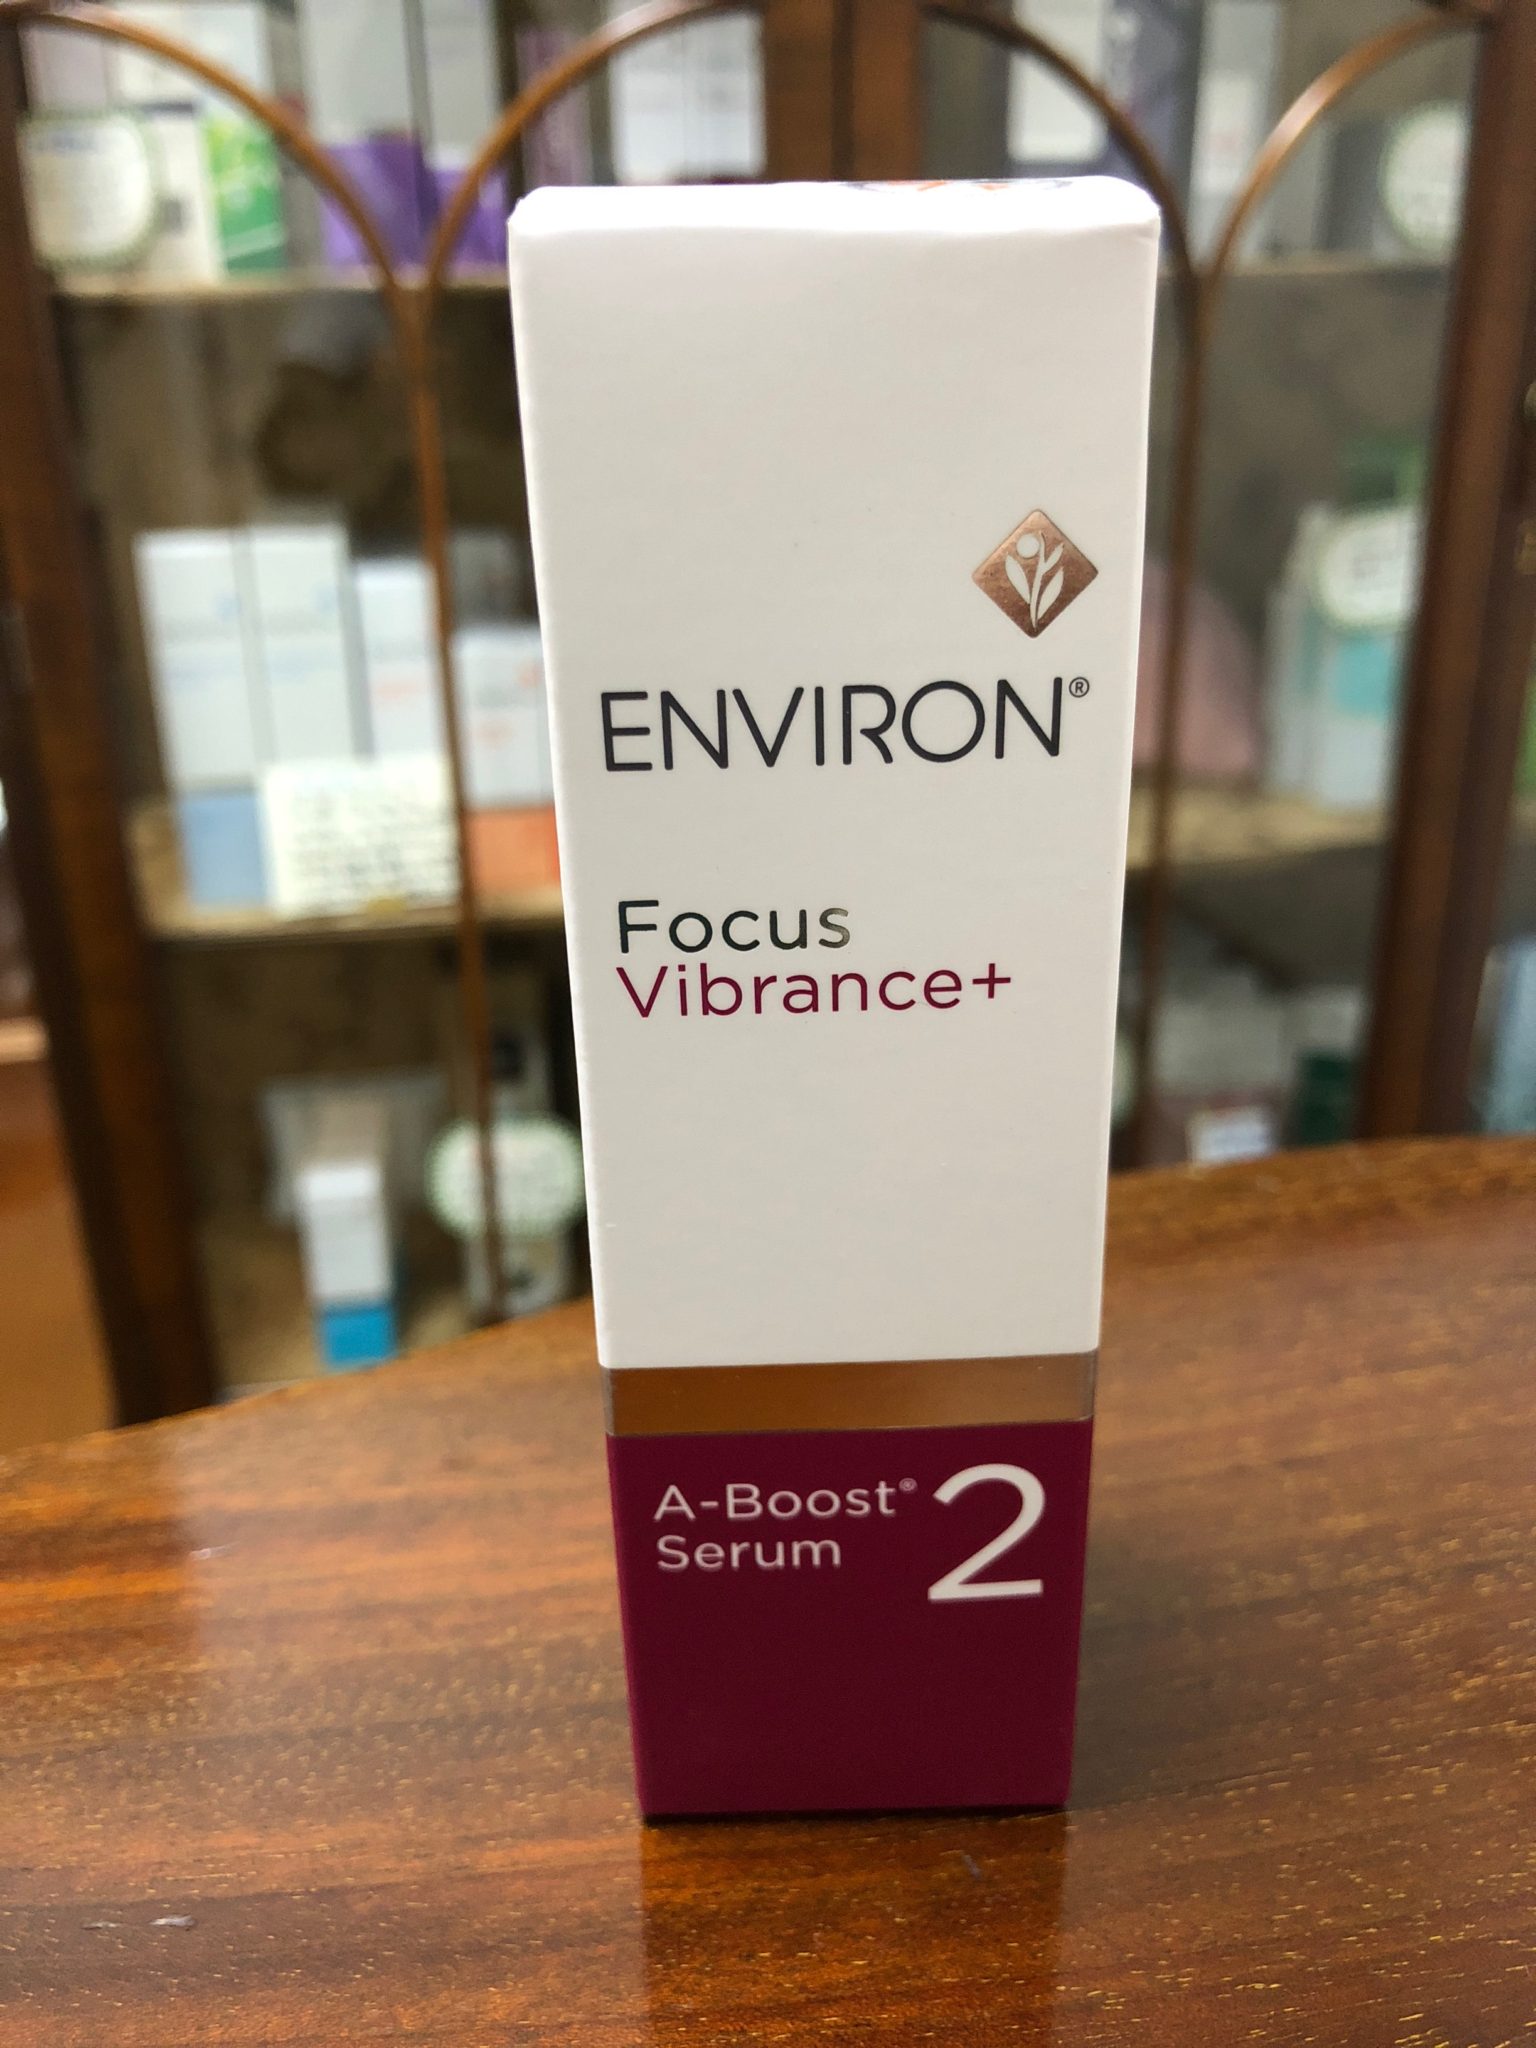 ENVIRON®
Focus
Vibrance+
A-Boost® 2
Serum